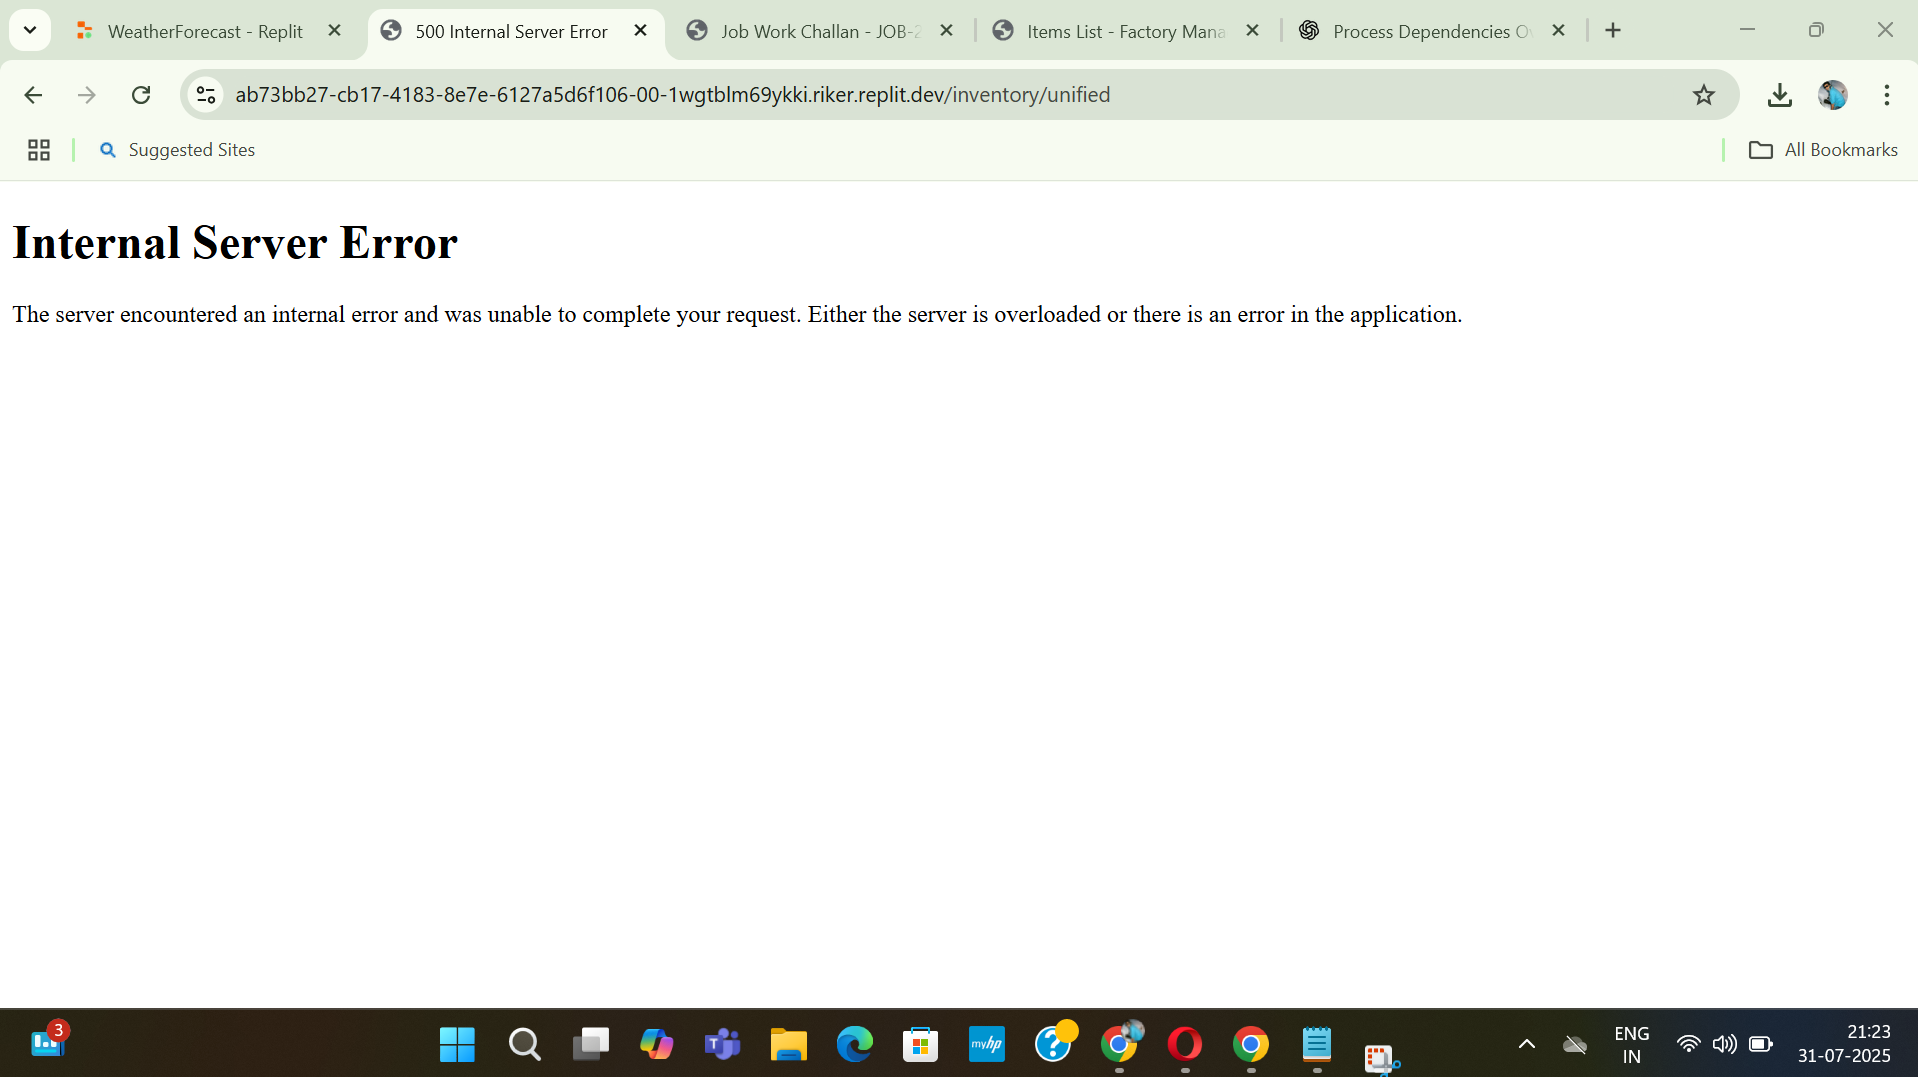 WeatherForecast - Replit
500 Internal Server Error
Job Work Challan - JOB-2
Items List - Factory Mana
Process Dependencies O
ab73bb27-cb17-4183-8e7e-6127a5d6f106-00-1wgtblm69ykki.riker.replit.dev/inventory/unified
Suggested Sites
All Bookmarks
Internal Server Error
The server encountered an internal error and was unable to complete your request. Either the server is overloaded or there is an error in the application.
3
myhp
ENG
IN
21:23
31-07-2025